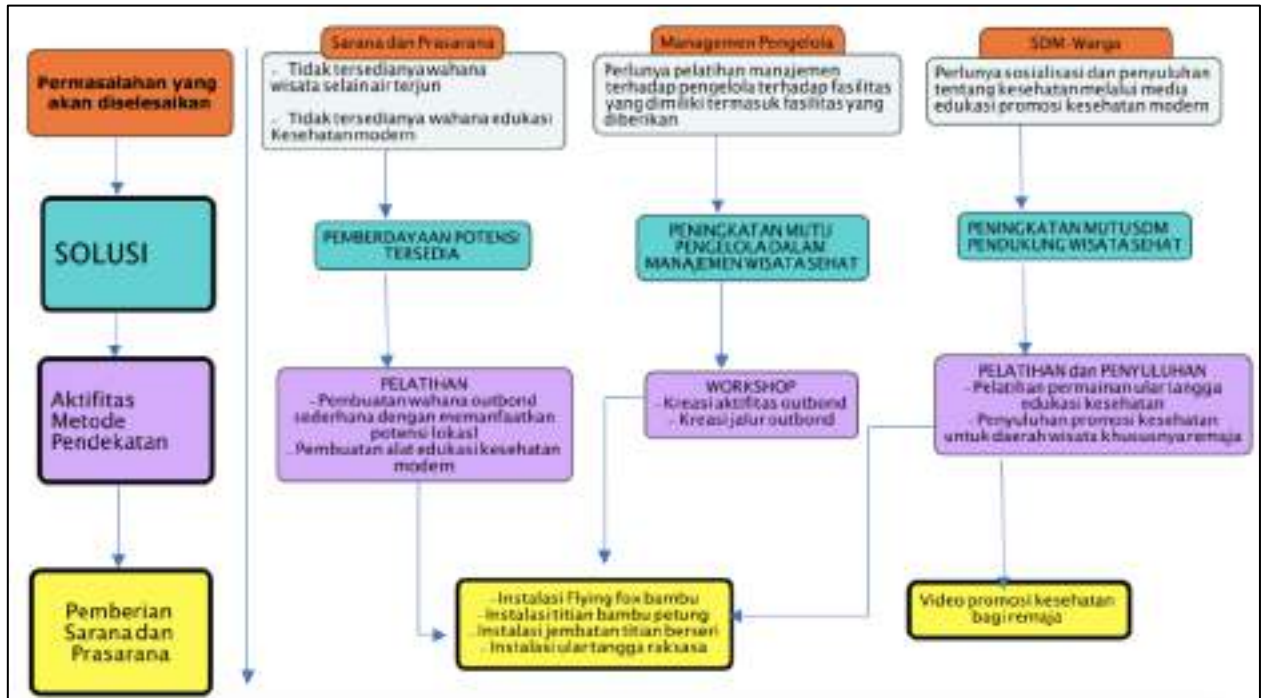 Permasalahan yang
akan diselesaikan
SOLUSI
Aktifitas
Metode
Pendekatan
Pemberian
Sarana dan
Prasarana
Sarana dan Prasarana
- Tidak tersedianya wahana
wisata selain air terjun
- Tidak tersedianya wahana edukasi
Kesehatan modern
PEMBERDAYAAN POTENSI
TERSEDIA
PELATIHAN
- Pembuatan wahana outbond
sederhana dengan memanfaatkan
potensi lokasi
- Pembuatan alat edukasi kesehatan
modern
Managemen Pengelola
Perlunya pelatihan manajemen
terhadap pengelola terhadap fasilitas
yang dimiliki termasuk fasilitas yang
diberikan
PENINGKATAN MUTU
PENGELOLA DALAM
MANAJEMEN WISATA SEHAT
WORKSHOP
- Kreasi aktifitas outbond
- Kreasi jalur outbond
SDM-Warga
Perlunya sosialisasi dan penyuluhan
tentang kesehatan melalui media
edukasi promosi kesehatan modern
PENINGKATAN MUTU SDM
PENDUKUNG WISATA SEHAT
PELATIHAN dan PENYULUHAN
- Pelatihan permainan ular tangga
edukasi kesehatan
- Penyuluhan promosi kesehatan
untuk daerah wisata khususnya remaja
- Instalasi Flying fox bambu
- Instalasi titian bambu petung
- Instalasi jembatan titian berseri
- Instalasi ular tangga raksasa
Video promosi kesehatan
bagi remaja